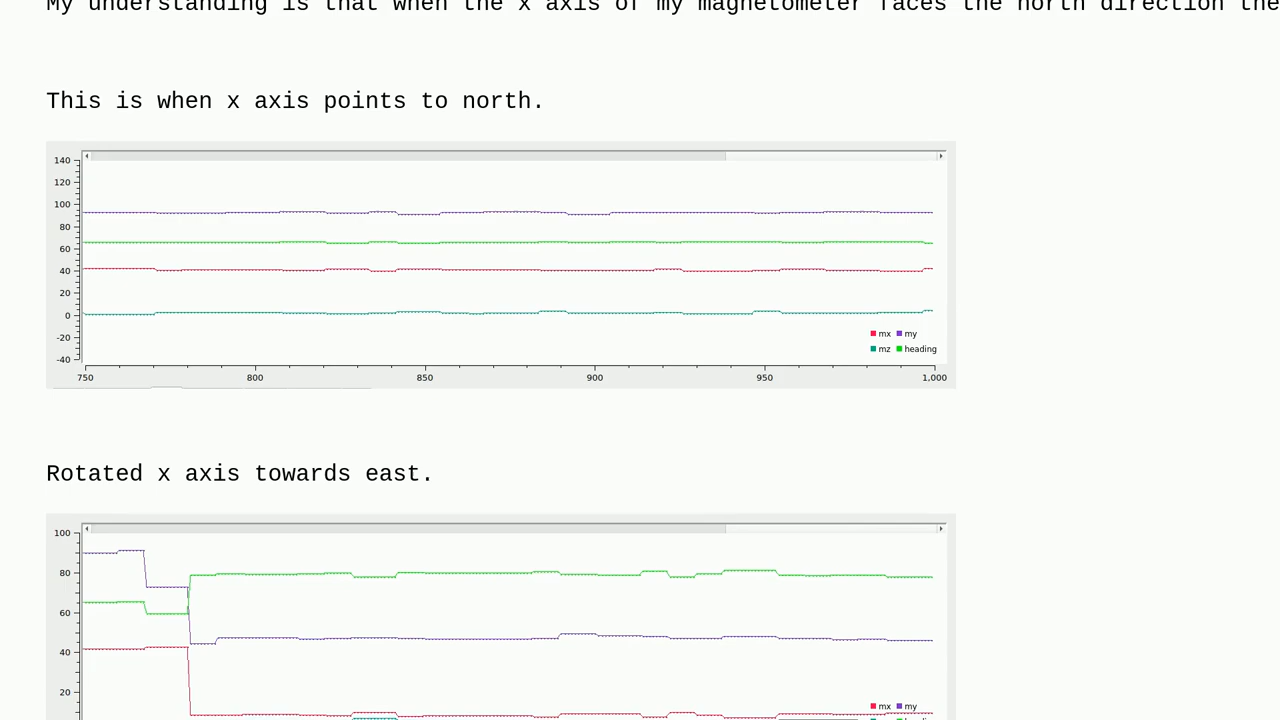 My understanding is that when the x axis of my magnetometer faces the north direction the
This is when x axis points to north.
140
120
100
80
60
40
20
0
-20
-40
mx my
mz heading
750 800 850 900 950 1,000
Rotated x axis towards east.
100
80
60
40
20
mx my